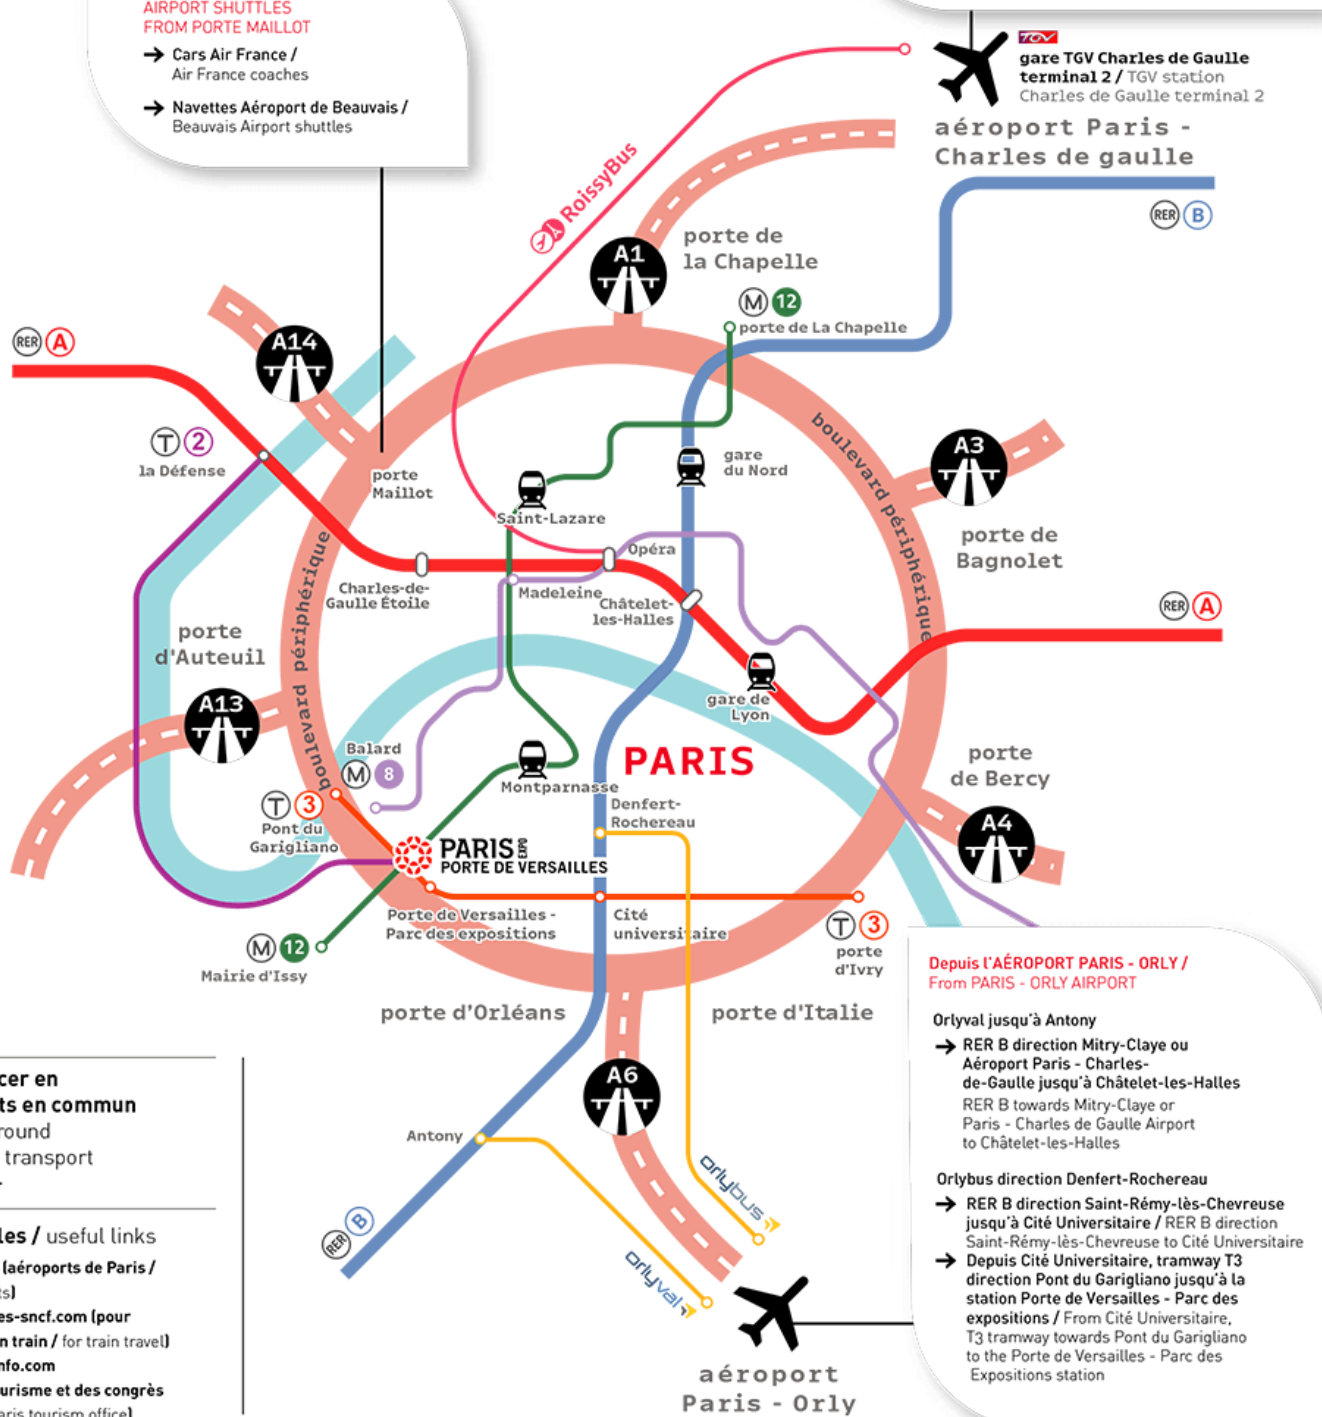 AIRPORT SHUTTLES
FROM PORTE MAILLOT
→ Cars Air France /
Air France coaches
→ Navettes Aéroport de Beauvais /
Beauvais Airport shuttles
TGV
gare TGV Charles de Gaulle
terminal 2 / TGV station
Charles de Gaulle terminal 2
aéroport Paris -
Charles de gaulle
RER B
RoissyBus
A1
porte de
la Chapelle
M 12
porte de La Chapelle
RER A
A14
T 2
la Défense
porte
Maillot
boulevard périphérique
gare
du Nord
A3
porte de
Bagnolet
Saint-Lazare
Opéra
Charles-de-
Gaulle Étoile
Madeleine
Châtelet-
les-Halles
RER A
boulevard périphérique
porte
d'Auteuil
A13
gare de
Lyon
PARIS
porte
de Bercy
A4
Balard
M 8
T 3
Pont du
Garigliano
Montparnasse
Denfert-
Rochereau
PARIS EXPO
PORTE DE VERSAILLES
Porte de Versailles -
Parc des expositions
Cité
universitaire
T 3
porte
d'Ivry
M 12
Mairie d'Issy
porte d'Orléans
porte d'Italie
A6
Antony
RER B
orlybus
orlyval
aéroport
Paris - Orly
Depuis l'AÉROPORT PARIS - ORLY /
From PARIS - ORLY AIRPORT
Orlyval jusqu'à Antony
→ RER B direction Mitry-Claye ou
Aéroport Paris - Charles-
de-Gaulle jusqu'à Châtelet-les-Halles
RER B towards Mitry-Claye or
Paris - Charles de Gaulle Airport
to Châtelet-les-Halles
Orlybus direction Denfert-Rochereau
→ RER B direction Saint-Rémy-lès-Chevreuse
jusqu'à Cité Universitaire / RER B direction
Saint-Rémy-lès-Chevreuse to Cité Universitaire
→ Depuis Cité Universitaire, tramway T3
direction Pont du Garigliano jusqu'à la
station Porte de Versailles - Parc des
expositions / From Cité Universitaire,
T3 tramway towards Pont du Garigliano
to the Porte de Versailles - Parc des
Expositions station
cer en
ts en commun
round
transport
les / useful links
(aéroports de Paris /
ts)
es-sncf.com (pour
n train / for train travel)
nfo.com
urisme et des congrès
aris tourism office)